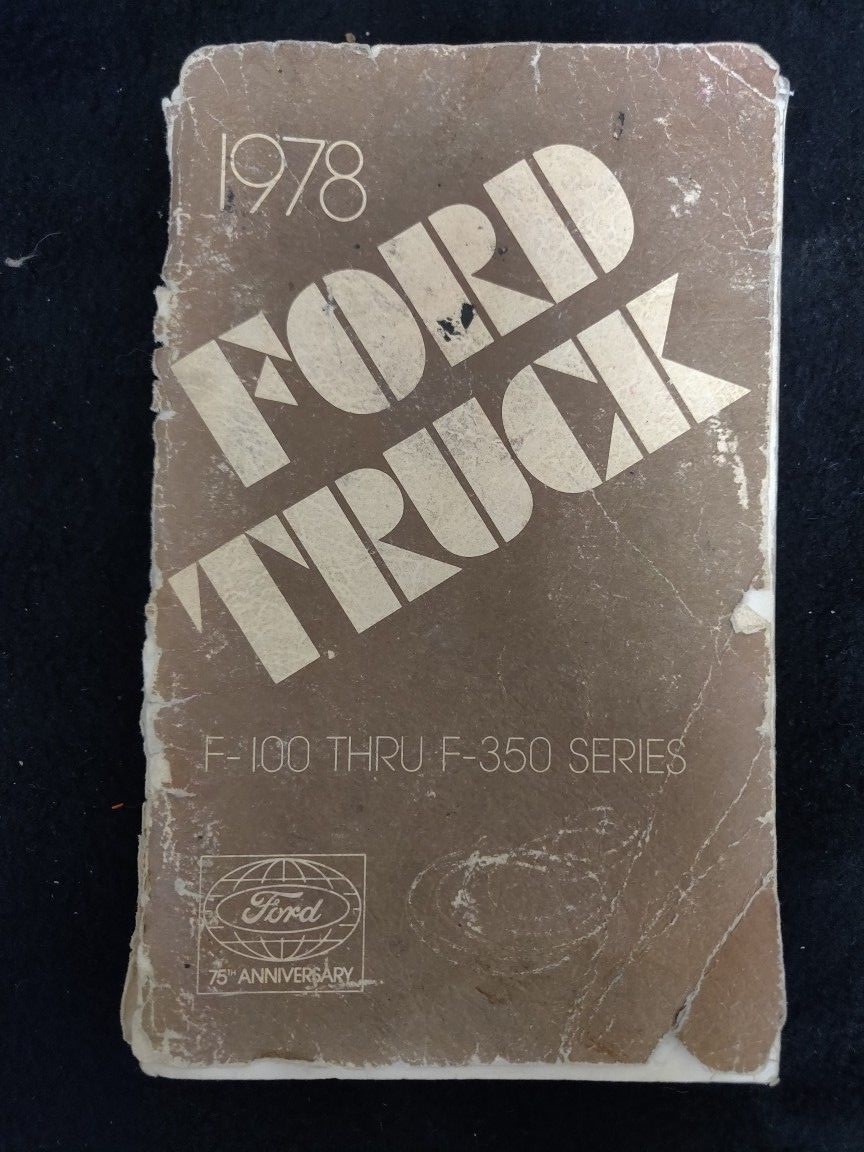 1978
FORD
TRUCK
F-100 THRU F-350 SERIES
Ford
75TH ANNIVERSARY